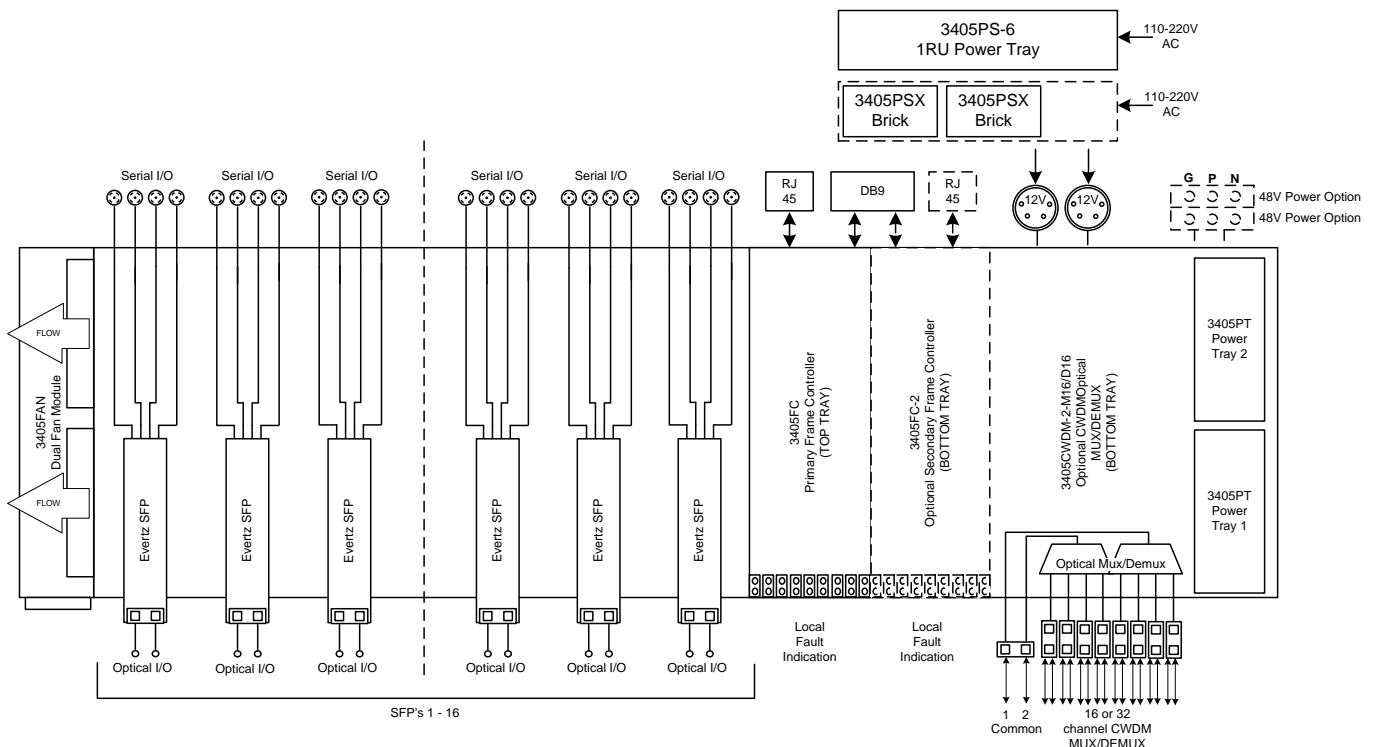 3405PS-6
1RU Power Tray
110-220V
AC
3405PSX
Brick
3405PSX
Brick
110-220V
AC
Serial I/O
Serial I/O
Serial I/O
Serial I/O
Serial I/O
Serial I/O
RJ
45
DB9
RJ
45
12V
12V
G P N
48V Power Option
48V Power Option
FLOW
FLOW
3405FAN
Dual Fan Module
Evertz SFP
Evertz SFP
Evertz SFP
Evertz SFP
Evertz SFP
Evertz SFP
3405FC
Primary Frame Controller
(TOP TRAY)
3405FC-2
Optional Secondary Frame Controller
(BOTTOM TRAY)
3405CWDM-2-M16/D16
Optional CWDMOptical
MUX/DEMUX
(BOTTOM TRAY)
3405PT
Power
Tray 2
3405PT
Power
Tray 1
Optical Mux/Demux
Optical I/O
Optical I/O
Optical I/O
Optical I/O
Optical I/O
Optical I/O
Local
Fault
Indication
Local
Fault
Indication
SFP's 1 - 16
1 2
Common
16 or 32
channel CWDM
MUX/DEMUX